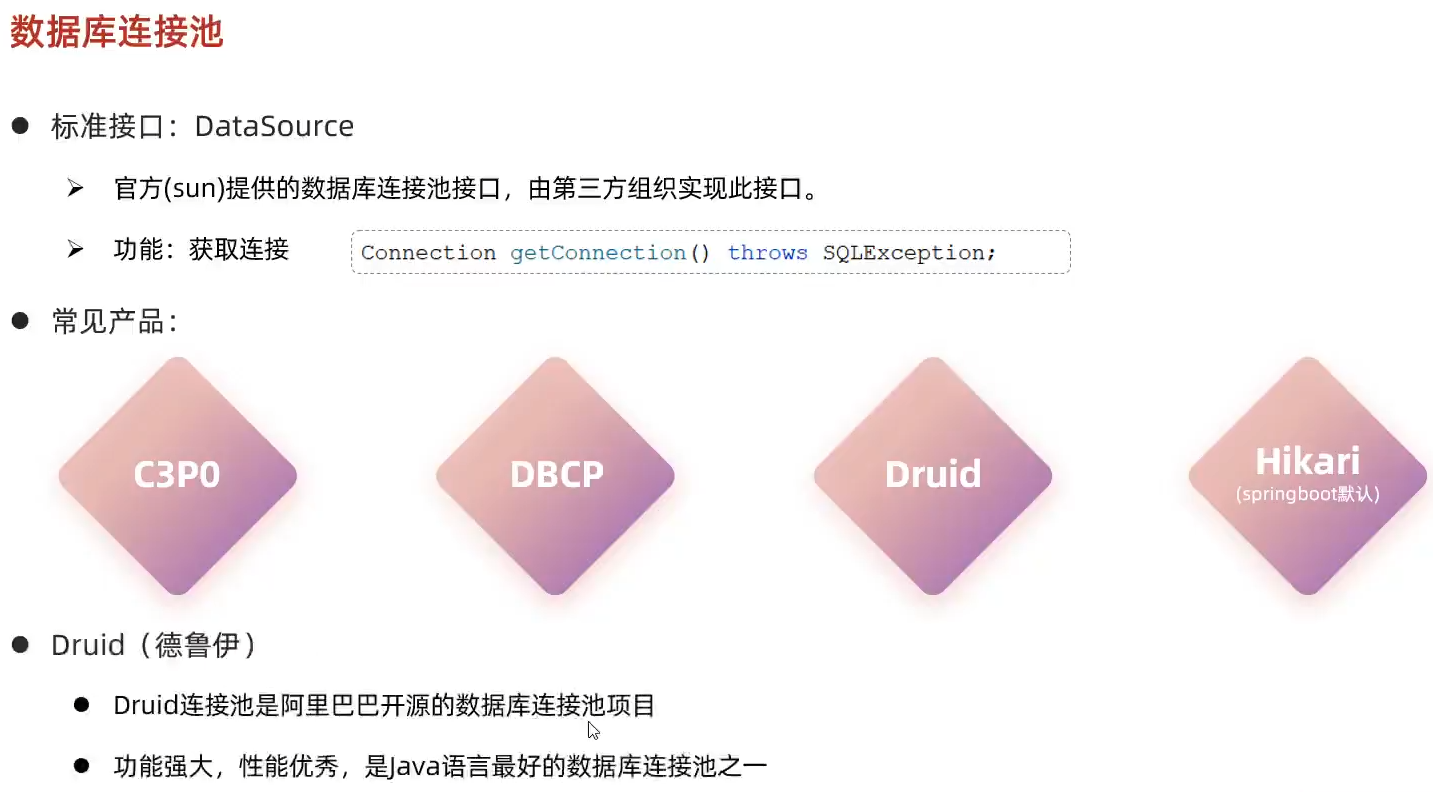 数据库连接池
标准接口：DataSource
官方(sun)提供的数据库连接池接口，由第三方组织实现此接口。
功能：获取连接
Connection getConnection() throws SQLException;
常见产品：
C3P0
DBCP
Druid
Hikari
(springboot默认)
Druid（德鲁伊）
Druid连接池是阿里巴巴开源的数据库连接池项目
功能强大，性能优秀，是Java语言最好的数据库连接池之一